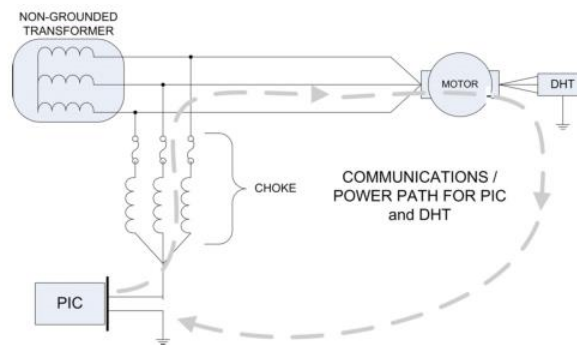 NON-GROUNDED
TRANSFORMER
MOTOR
DHT
CHOKE
COMMUNICATIONS /
POWER PATH FOR PIC
and DHT
PIC